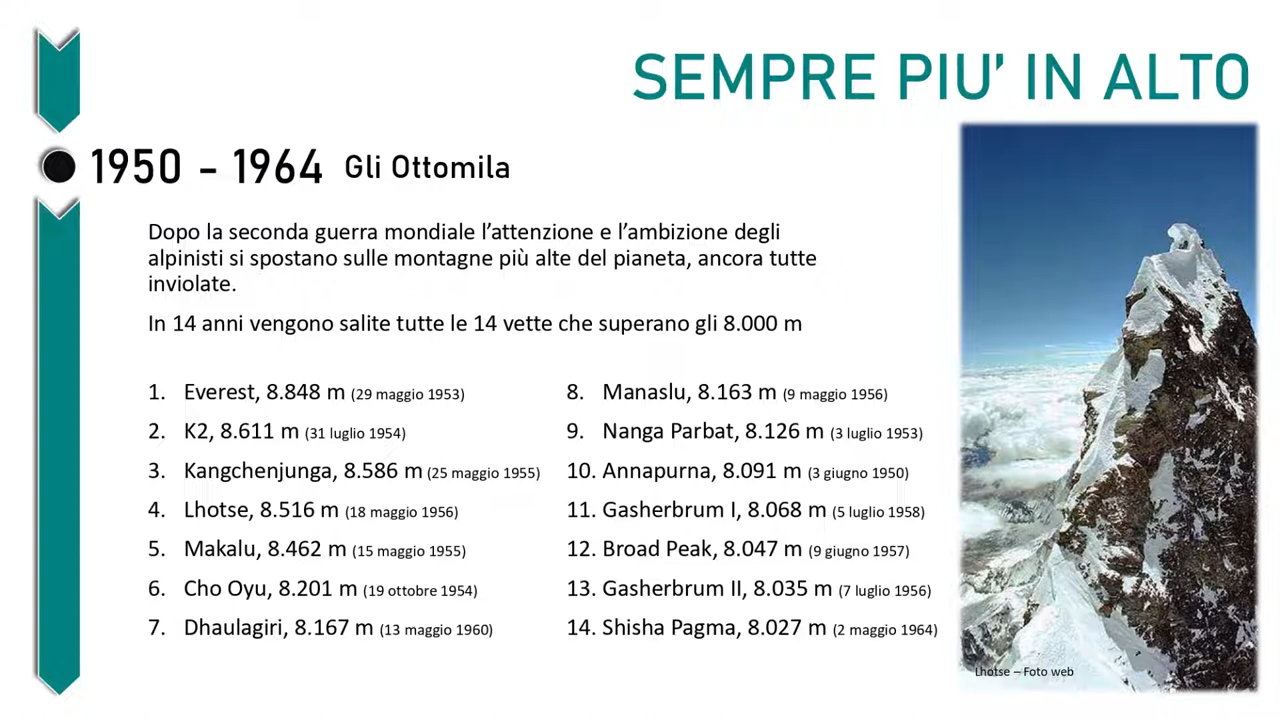 SEMPRE PIU’ IN ALTO
1950 - 1964 Gli Ottomila
Dopo la seconda guerra mondiale l’attenzione e l’ambizione degli
alpinisti si spostano sulle montagne più alte del pianeta, ancora tutte
inviolate.
In 14 anni vengono salite tutte le 14 vette che superano gli 8.000 m
1. Everest, 8.848 m (29 maggio 1953)
2. K2, 8.611 m (31 luglio 1954)
3. Kangchenjunga, 8.586 m (25 maggio 1955)
4. Lhotse, 8.516 m (18 maggio 1956)
5. Makalu, 8.462 m (15 maggio 1955)
6. Cho Oyu, 8.201 m (19 ottobre 1954)
7. Dhaulagiri, 8.167 m (13 maggio 1960)
8. Manaslu, 8.163 m (9 maggio 1956)
9. Nanga Parbat, 8.126 m (3 luglio 1953)
10. Annapurna, 8.091 m (3 giugno 1950)
11. Gasherbrum I, 8.068 m (5 luglio 1958)
12. Broad Peak, 8.047 m (9 giugno 1957)
13. Gasherbrum II, 8.035 m (7 luglio 1956)
14. Shisha Pagma, 8.027 m (2 maggio 1964)
Lhotse – Foto web